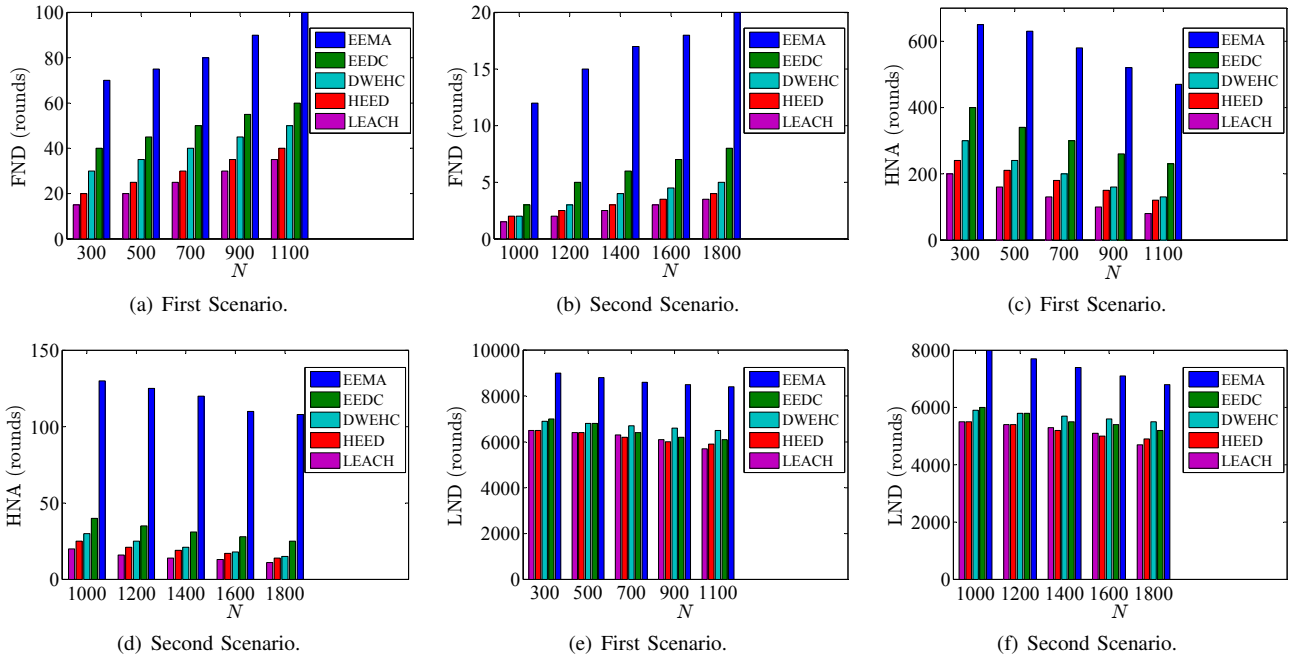 100
80
60
40
20
0
FND (rounds)
300 500 700 900 1100
N
EEMA
EEDC
DWEHC
HEED
LEACH
(a) First Scenario.
20
15
10
5
0
FND (rounds)
1000 1200 1400 1600 1800
N
EEMA
EEDC
DWEHC
HEED
LEACH
(b) Second Scenario.
600
400
200
0
HNA (rounds)
300 500 700 900 1100
N
EEMA
EEDC
DWEHC
HEED
LEACH
(c) First Scenario.
150
100
50
0
HNA (rounds)
1000 1200 1400 1600 1800
N
EEMA
EEDC
DWEHC
HEED
LEACH
(d) Second Scenario.
10000
8000
6000
4000
2000
0
LND (rounds)
300 500 700 900 1100
N
EEMA
EEDC
DWEHC
HEED
LEACH
(e) First Scenario.
8000
6000
4000
2000
0
LND (rounds)
1000 1200 1400 1600 1800
N
EEMA
EEDC
DWEHC
HEED
LEACH
(f) Second Scenario.